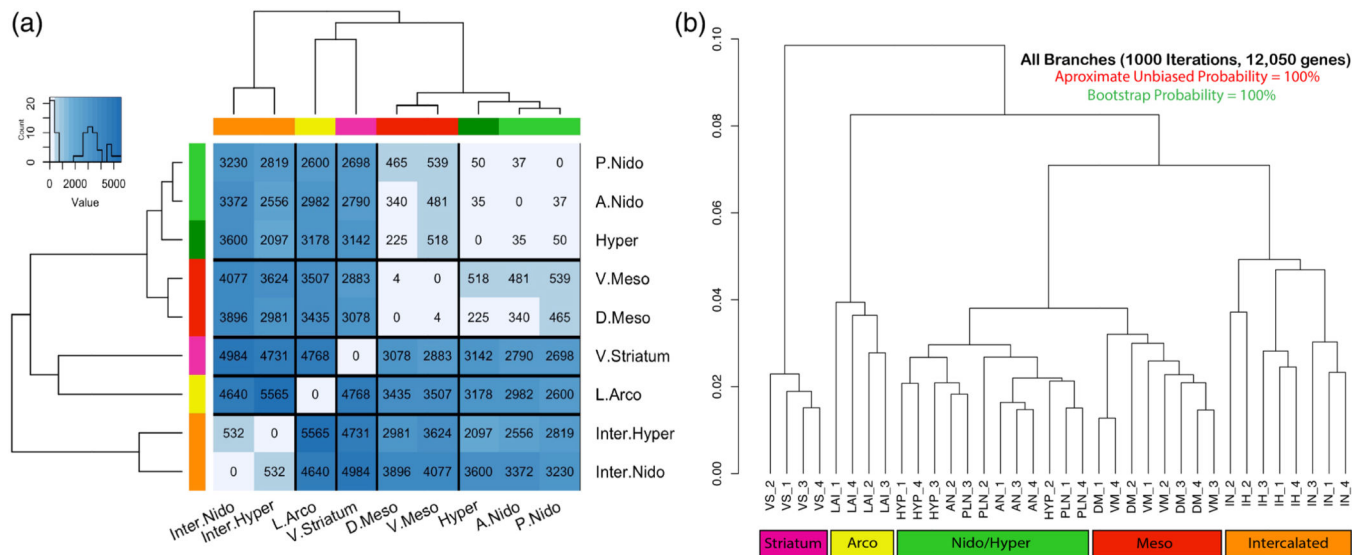 (a)
Count
20
10
0
0 2000 5000
Value
3230 2819 2600 2698 465 539 50 37 0 P.Nido
3372 2556 2982 2790 340 481 35 0 37 A.Nido
3600 2097 3178 3142 225 518 0 35 50 Hyper
4077 3624 3507 2883 4 0 518 481 539 V.Meso
3896 2981 3435 3078 0 4 225 340 465 D.Meso
4984 4731 4768 0 3078 2883 3142 2790 2698 V.Striatum
4640 5565 0 4768 3435 3507 3178 2982 2600 L.Arco
532 0 5565 4731 2981 3624 2097 2556 2819 Inter.Hyper
0 532 4640 4984 3896 4077 3600 3372 3230 Inter.Nido
Inter.Nido Inter.Hyper L.Arco V.Striatum D.Meso V.Meso Hyper A.Nido P.Nido
(b)
All Branches (1000 Iterations, 12,050 genes)
Aproximate Unbiased Probability = 100%
Bootstrap Probability = 100%
0.10
0.08
0.06
0.04
0.02
0.00
VS_2 VS_1 VS_3 VS_4 LAI_1 LAI_4 LAI_2 LAI_3 HYP_1 HYP_4 HYP_3 AN_2 PLN_3 PLN_2 AN_1 AN_3 AN_4 HYP_2 PLN_1 PLN_4 DM_1 VM_4 DM_2 VM_1 VM_2 DM_3 DM_4 VM_3 IN_2 IH_2 IH_3 IH_1 IH_4 IN_3 IN_1 IN_4
Striatum Arco Nido/Hyper Meso Intercalated